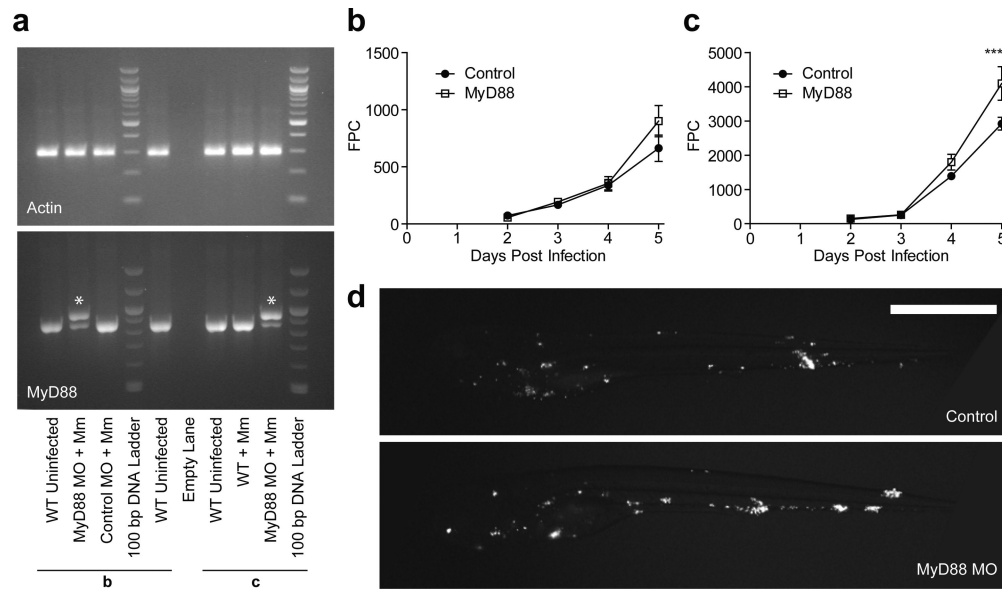 a
Actin
*
*
MyD88
WT Uninfected
MyD88 MO + Mm
Control MO + Mm
100 bp DNA Ladder
WT Uninfected
Empty Lane
WT Uninfected
WT + Mm
MyD88 MO + Mm
100 bp DNA Ladder
b
c
b
1500
1000
500
0
FPC
Control
MyD88
0 1 2 3 4 5
Days Post Infection
c
5000
4000
3000
2000
1000
0
FPC
Control
MyD88
***
0 1 2 3 4 5
Days Post Infection
d
Control
MyD88 MO